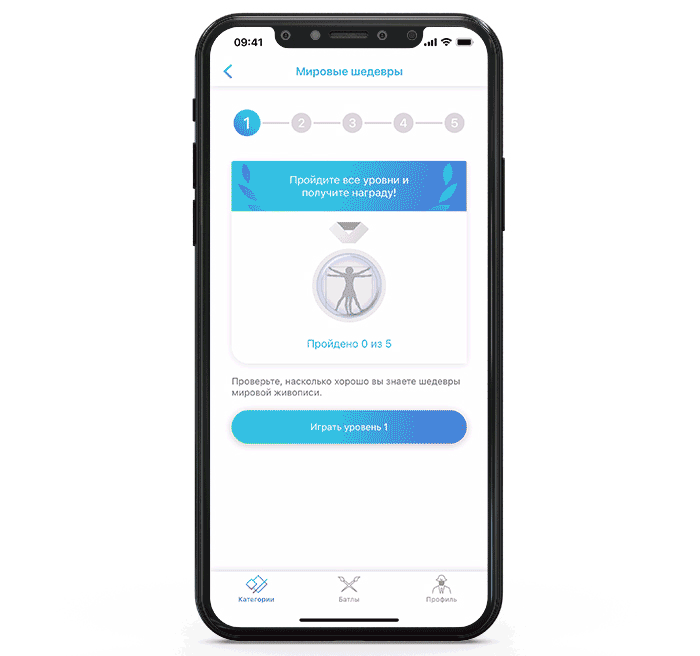 09:41
Мировые шедевры
1 2 3 4 5
Пройдите все уровни и
получите награду!
Пройдено 0 из 5
Проверьте, насколько хорошо вы знаете шедевры
мировой живописи.
Играть уровень 1
Категории Батлы Профиль